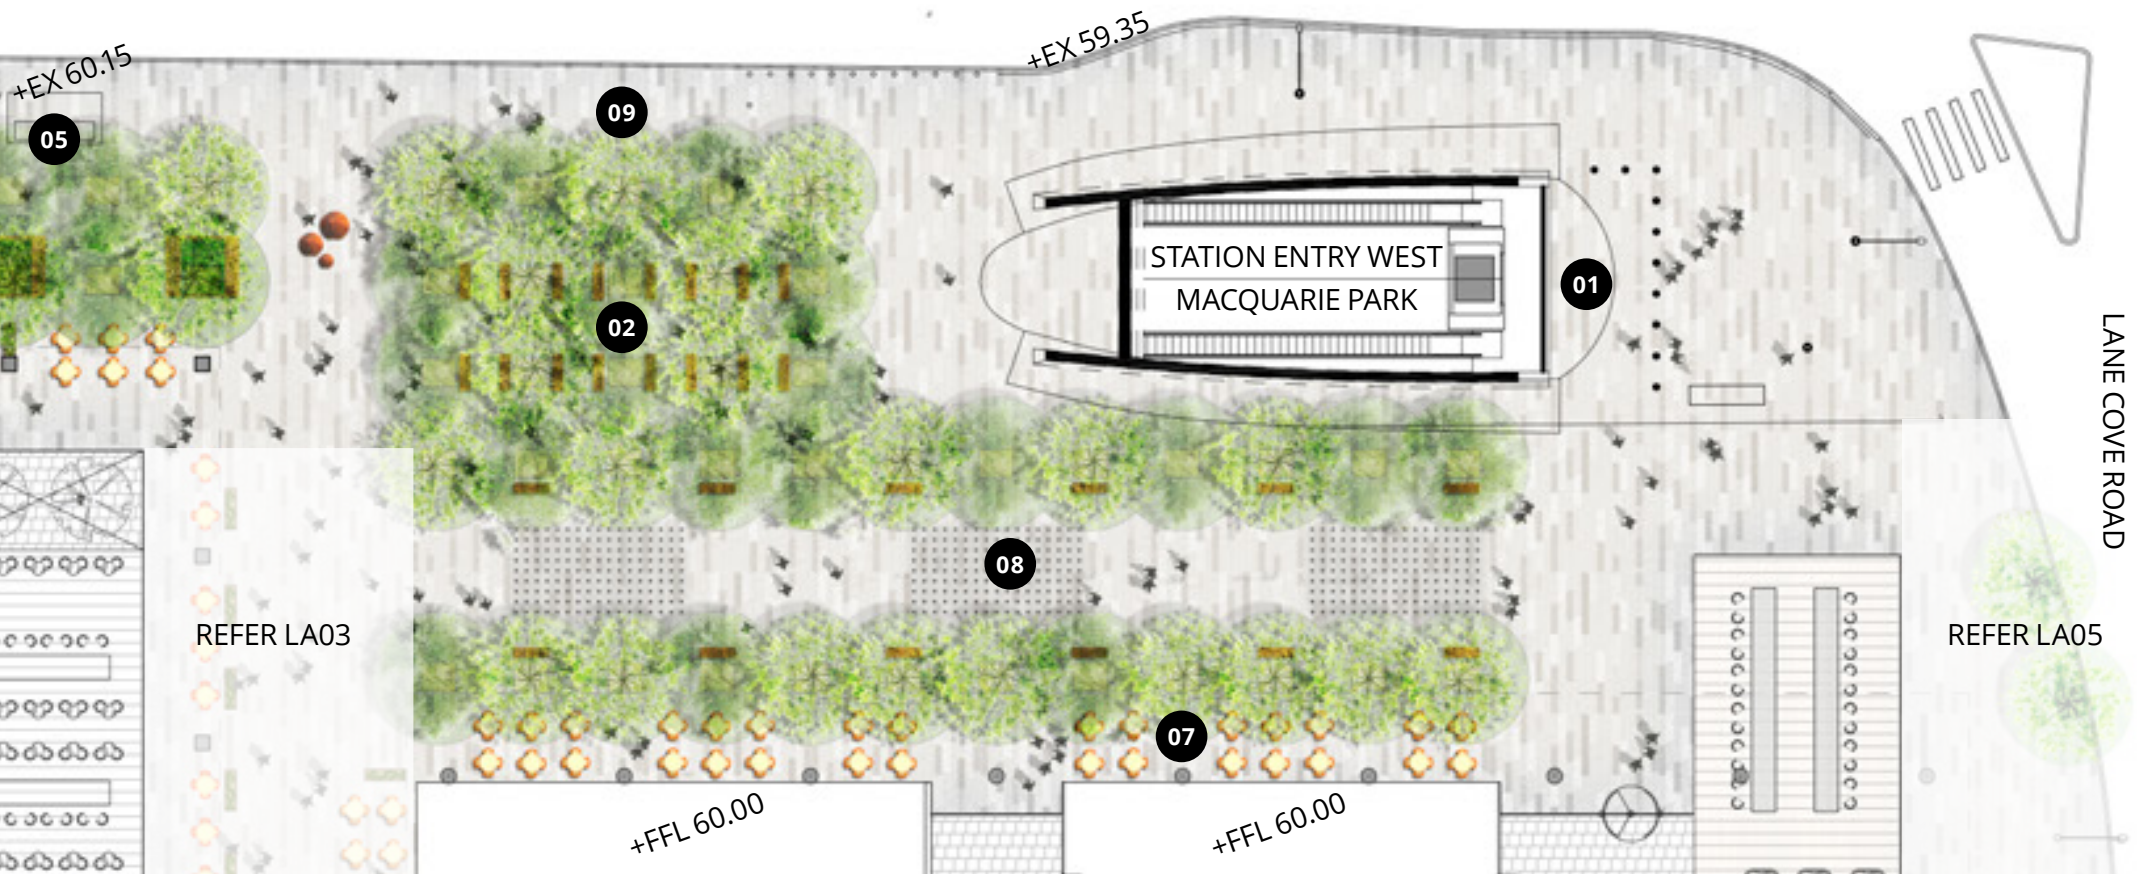 +EX 60.15
+EX 59.35
09
05
STATION ENTRY WEST
MACQUARIE PARK
01
02
LANE COVE ROAD
08
REFER LA03
REFER LA05
07
+FFL 60.00
+FFL 60.00